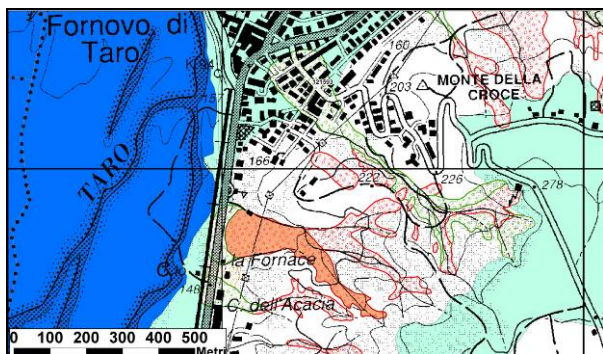 Fornovo di
Tàro
160
203
MONTE DELLA
CROCE
TARO
166
222
226
278
la Fornace
148
C. dell'Acacia
0 100 200 300 400 500
Metri